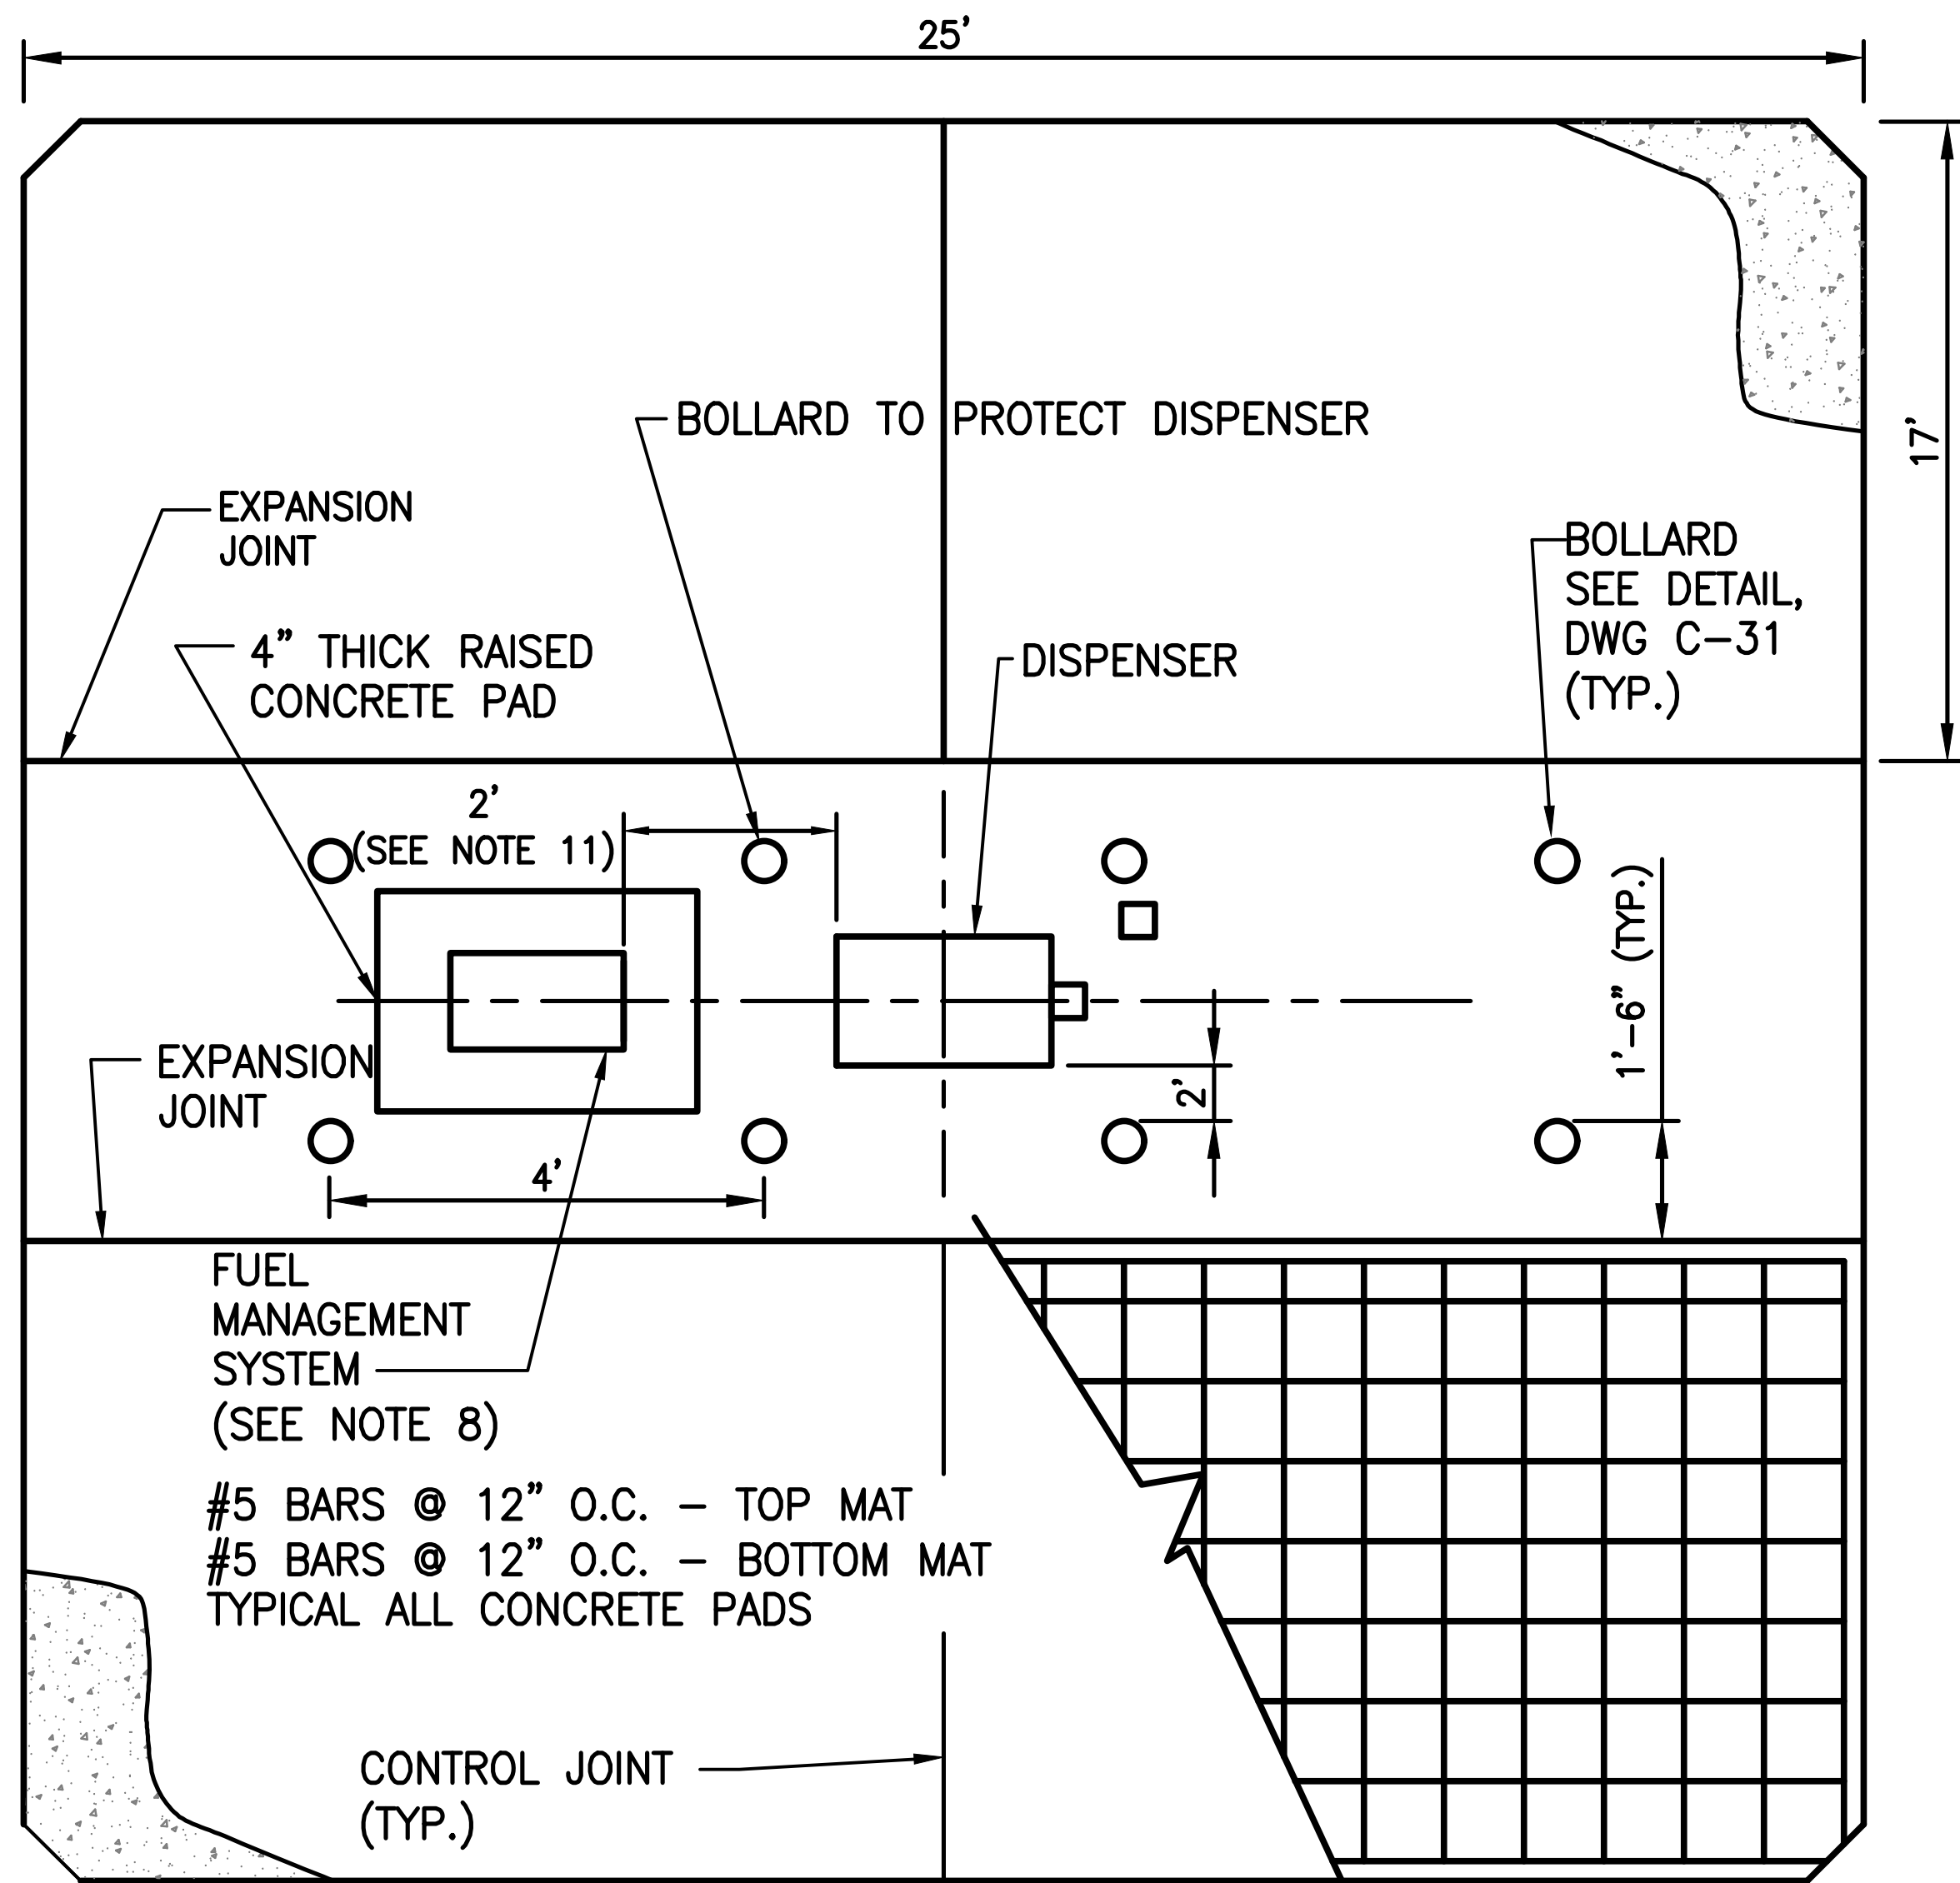 25'
17'
BOLLARD TO PROTECT DISPENSER
EXPANSION
JOINT
BOLLARD
SEE DETAIL,
DWG C-31
(TYP.)
4" THICK RAISED
CONCRETE PAD
DISPENSER
2'
(SEE NOTE 11)
1'-6" (TYP.)
EXPANSION
JOINT
2'
4'
FUEL
MANAGEMENT
SYSTEM
(SEE NOTE 8)
#5 BARS @ 12" O.C. - TOP MAT
#5 BARS @ 12" O.C. - BOTTOM MAT
TYPICAL ALL CONCRETE PADS
CONTROL JOINT
(TYP.)